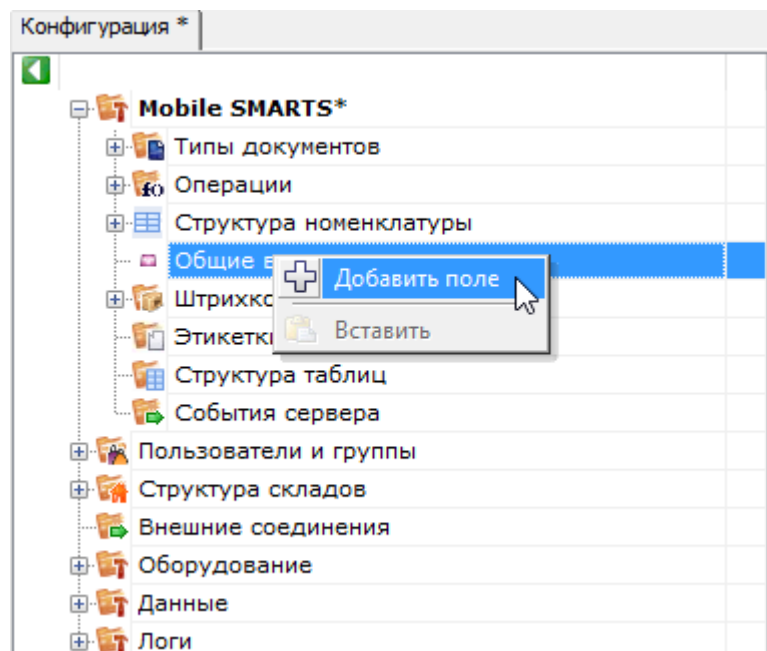 Конфигурация *
Mobile SMARTS*
Типы документов
Операции
Структура номенклатуры
Общие
Добавить поле
Вставить
Структура таблиц
События сервера
Пользователи и группы
Структура складов
Внешние соединения
Оборудование
Данные
Логи